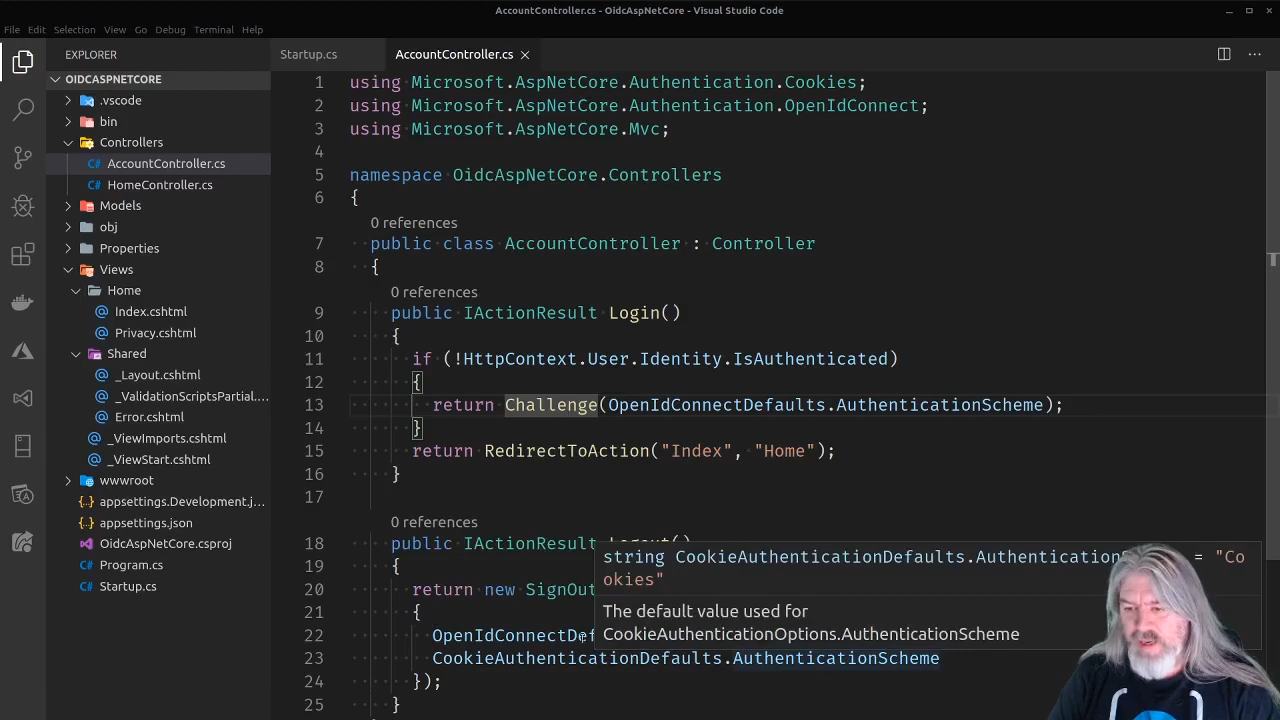 AccountController.cs - OidcAspNetCore - Visual Studio Code
File Edit Selection View Go Debug Terminal Help
EXPLORER
Startup.cs
AccountController.cs
OIDCASPNETCORE
.vscode
bin
Controllers
C# AccountController.cs
C# HomeController.cs
Models
obj
Properties
Views
Home
@ Index.cshtml
@ Privacy.cshtml
Shared
@ _Layout.cshtml
@ _ValidationScriptsPartial....
@ Error.cshtml
@ _ViewImports.cshtml
@ _ViewStart.cshtml
wwwroot
{..} appsettings.Development.j...
{..} appsettings.json
OidcAspNetCore.csproj
C# Program.cs
C# Startup.cs
1 using Microsoft.AspNetCore.Authentication.Cookies;
2 using Microsoft.AspNetCore.Authentication.OpenIdConnect;
3 using Microsoft.AspNetCore.Mvc;
4
5 namespace OidcAspNetCore.Controllers
6 {
0 references
7 public class AccountController : Controller
8 {
0 references
9 public IActionResult Login()
10 {
11 if (!HttpContext.User.Identity.IsAuthenticated)
12 {
13 return Challenge(OpenIdConnectDefaults.AuthenticationScheme);
14 }
15 return RedirectToAction("Index", "Home");
16 }
17
0 references
18 public IActionResult Logout()
19 {
20 return new SignOut
21 {
22 OpenIdConnectDef
23 CookieAuthenticationDefaults.AuthenticationScheme
24 });
25 }
string CookieAuthenticationDefaults.AuthenticationS = "Co
okies"
The default value used for
CookieAuthenticationOptions.AuthenticationScheme